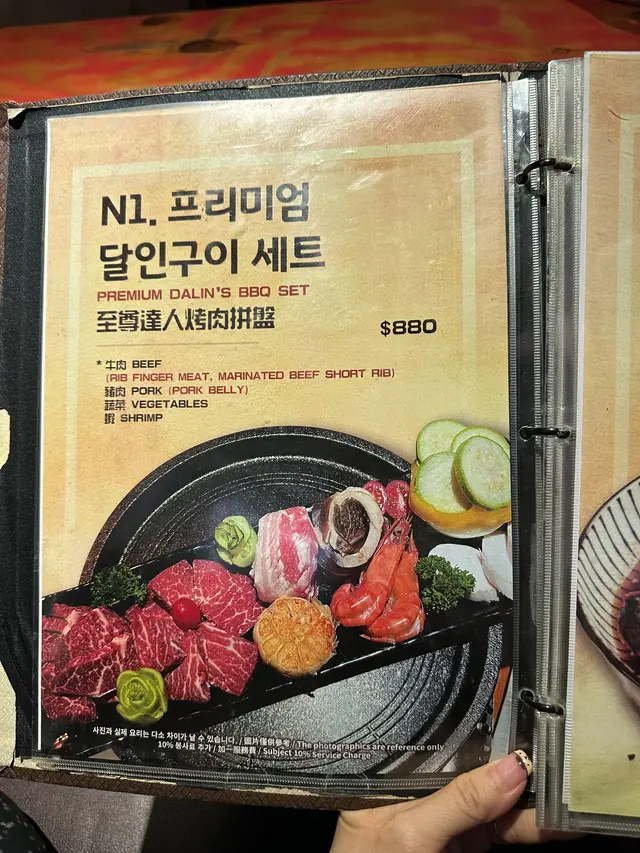 N1. 프리미엄
달인구이 세트
PREMIUM DALIN'S BBQ SET
至尊達人烤肉拼盤
$880
* 牛肉 BEEF
(RIB FINGER MEAT, MARINATED BEEF SHORT RIB)
豬肉 PORK (PORK BELLY)
蔬菜 VEGETABLES
蝦 SHRIMP
사진과 실제 요리는 다소 차이가 날 수 있습니다. / 圖片僅供參考 / The photographics are reference only
10% 봉사료 추가 / 加一服務費 / Subject 10% Service Charge